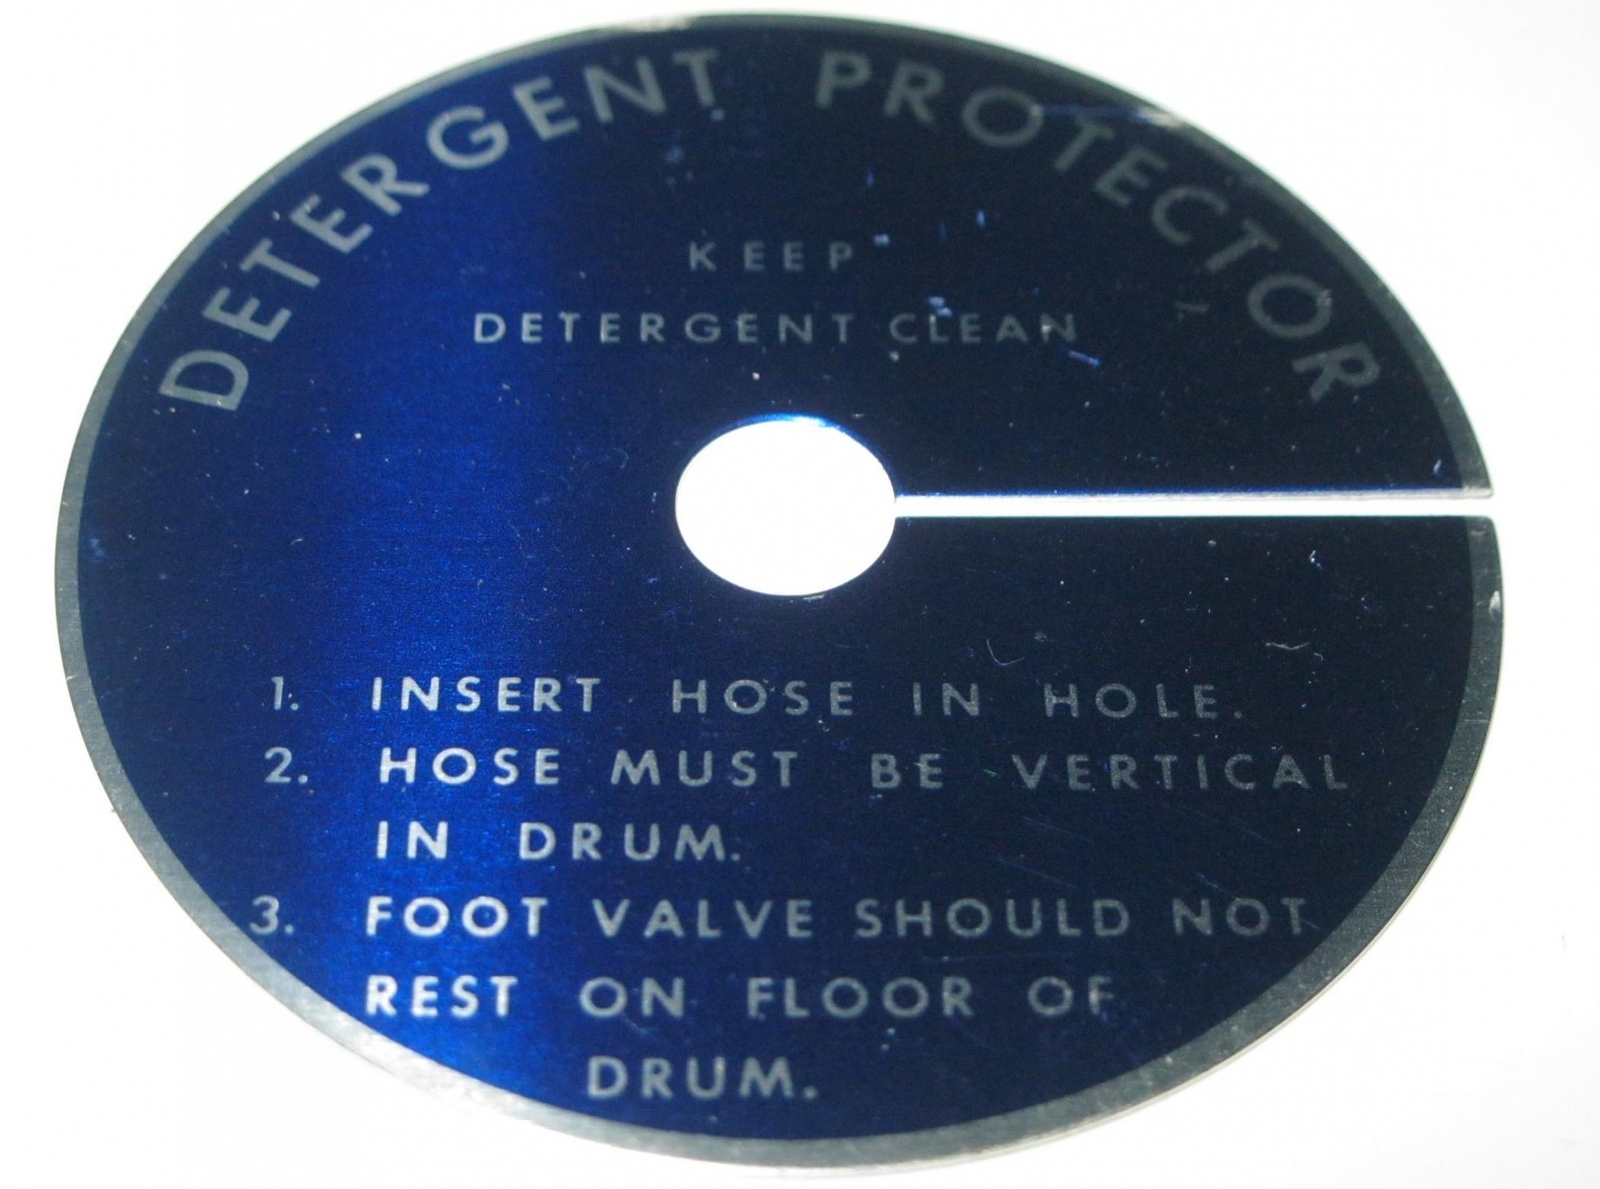 DETERGENT PROTECTOR
KEEP
DETERGENT CLEAN
1. INSERT HOSE IN HOLE.
2. HOSE MUST BE VERTICAL
IN DRUM.
3. FOOT VALVE SHOULD NOT
REST ON FLOOR OF
DRUM.